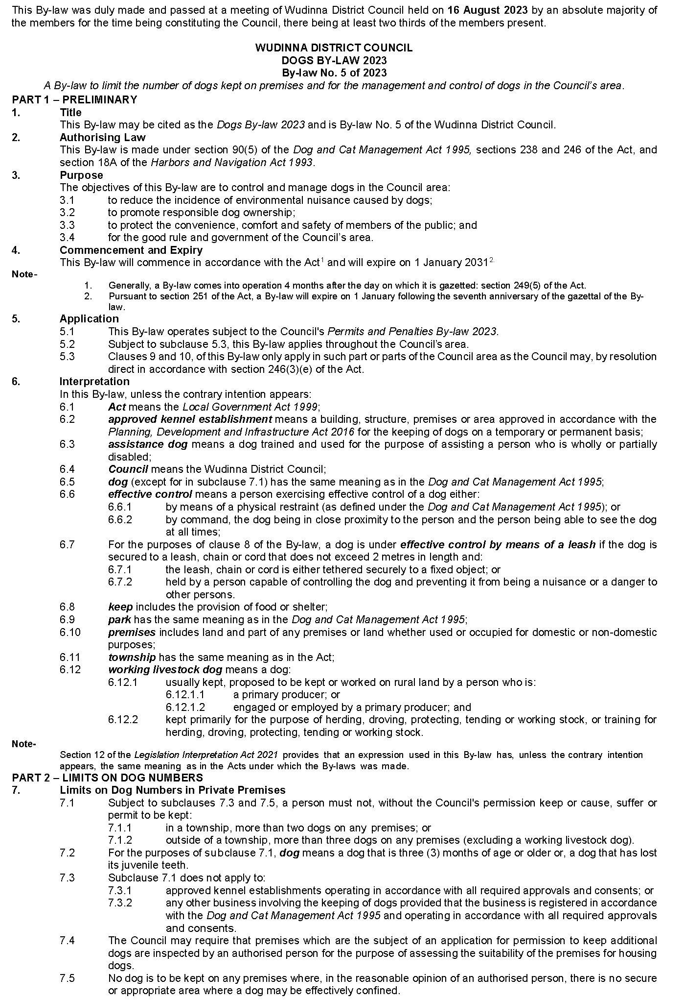 This By-law was duly made and passed at a meeting of Wudinna District Council held on 16 August 2023 by an absolute majority of
the members for the time being constituting the Council, there being at least two thirds of the members present.
WUDINNA DISTRICT COUNCIL
DOGS BY-LAW 2023
By-law No. 5 of 2023
A By-law to limit the number of dogs kept on premises and for the management and control of dogs in the Council’s area.
PART 1 – PRELIMINARY
1. Title
This By-law may be cited as the Dogs By-law 2023 and is By-law No. 5 of the Wudinna District Council.
2. Authorising Law
This By-law is made under section 90(5) of the Dog and Cat Management Act 1995, sections 238 and 246 of the Act, and
section 18A of the Harbors and Navigation Act 1993.
3. Purpose
The objectives of this By-law are to control and manage dogs in the Council area:
3.1 to reduce the incidence of environmental nuisance caused by dogs;
3.2 to promote responsible dog ownership;
3.3 to protect the convenience, comfort and safety of members of the public; and
3.4 for the good rule and government of the Council’s area.
4. Commencement and Expiry
This By-law will commence in accordance with the Act1 and will expire on 1 January 20312.
Note-
1. Generally, a By-law comes into operation 4 months after the day on which it is gazetted: section 249(5) of the Act.
2. Pursuant to section 251 of the Act, a By-law will expire on 1 January following the seventh anniversary of the gazettal of the By-
law.
5. Application
5.1 This By-law operates subject to the Council's Permits and Penalties By-law 2023.
5.2 Subject to subclause 5.3, this By-law applies throughout the Council’s area.
5.3 Clauses 9 and 10, of this By-law only apply in such part or parts of the Council area as the Council may, by resolution
direct in accordance with section 246(3)(e) of the Act.
6. Interpretation
In this By-law, unless the contrary intention appears:
6.1 Act means the Local Government Act 1999;
6.2 approved kennel establishment means a building, structure, premises or area approved in accordance with the
Planning, Development and Infrastructure Act 2016 for the keeping of dogs on a temporary or permanent basis;
6.3 assistance dog means a dog trained and used for the purpose of assisting a person who is wholly or partially
disabled;
6.4 Council means the Wudinna District Council;
6.5 dog (except for in subclause 7.1) has the same meaning as in the Dog and Cat Management Act 1995;
6.6 effective control means a person exercising effective control of a dog either:
6.6.1 by means of a physical restraint (as defined under the Dog and Cat Management Act 1995); or
6.6.2 by command, the dog being in close proximity to the person and the person being able to see the dog
at all times;
6.7 For the purposes of clause 8 of the By-law, a dog is under effective control by means of a leash if the dog is
secured to a leash, chain or cord that does not exceed 2 metres in length and:
6.7.1 the leash, chain or cord is either tethered securely to a fixed object; or
6.7.2 held by a person capable of controlling the dog and preventing it from being a nuisance or a danger to
other persons.
6.8 keep includes the provision of food or shelter;
6.9 park has the same meaning as in the Dog and Cat Management Act 1995;
6.10 premises includes land and part of any premises or land whether used or occupied for domestic or non-domestic
purposes;
6.11 township has the same meaning as in the Act;
6.12 working livestock dog means a dog:
6.12.1 usually kept, proposed to be kept or worked on rural land by a person who is:
6.12.1.1 a primary producer; or
6.12.1.2 engaged or employed by a primary producer; and
6.12.2 kept primarily for the purpose of herding, droving, protecting, tending or working stock, or training for
herding, droving, protecting, tending or working stock.
Note-
Section 12 of the Legislation Interpretation Act 2021 provides that an expression used in this By-law has, unless the contrary intention
appears, the same meaning as in the Acts under which the By-laws was made.
PART 2 – LIMITS ON DOG NUMBERS
7. Limits on Dog Numbers in Private Premises
7.1 Subject to subclauses 7.3 and 7.5, a person must not, without the Council's permission keep or cause, suffer or
permit to be kept:
7.1.1 in a township, more than two dogs on any premises; or
7.1.2 outside of a township, more than three dogs on any premises (excluding a working livestock dog).
7.2 For the purposes of subclause 7.1, dog means a dog that is three (3) months of age or older or, a dog that has lost
its juvenile teeth.
7.3 Subclause 7.1 does not apply to:
7.3.1 approved kennel establishments operating in accordance with all required approvals and consents; or
7.3.2 any other business involving the keeping of dogs provided that the business is registered in accordance
with the Dog and Cat Management Act 1995 and operating in accordance with all required approvals
and consents.
7.4 The Council may require that premises which are the subject of an application for permission to keep additional
dogs are inspected by an authorised person for the purpose of assessing the suitability of the premises for housing
dogs.
7.5 No dog is to be kept on any premises where, in the reasonable opinion of an authorised person, there is no secure
or appropriate area where a dog may be effectively confined.